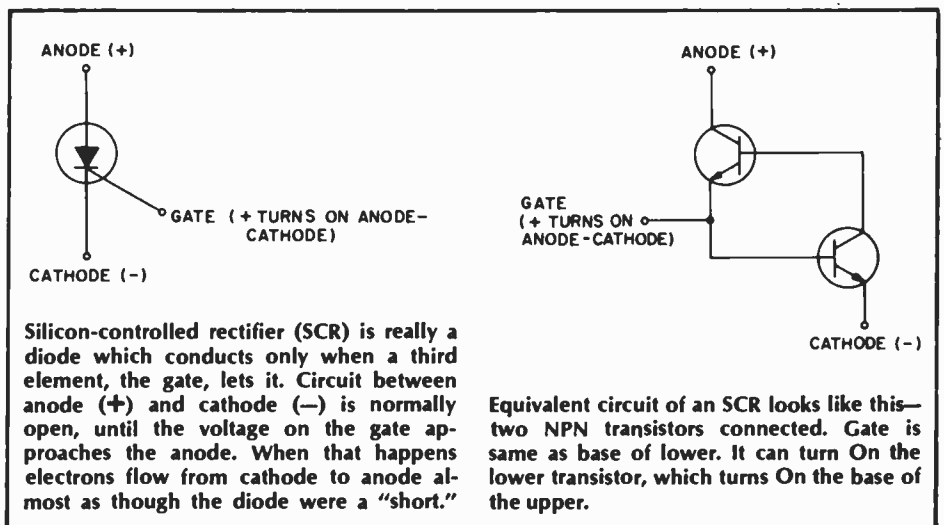 ANODE (+)
GATE (+ TURNS ON ANODE-
CATHODE)
CATHODE (-)
Silicon-controlled rectifier (SCR) is really a
diode which conducts only when a third
element, the gate, lets it. Circuit between
anode (+) and cathode (—) is normally
open, until the voltage on the gate ap-
proaches the anode. When that happens
electrons flow from cathode to anode al-
most as though the diode were a "short."
ANODE (+)
GATE
(+ TURNS ON
ANODE-CATHODE)
CATHODE (-)
Equivalent circuit of an SCR looks like this—
two NPN transistors connected. Gate is
same as base of lower. It can turn On the
lower transistor, which turns On the base of
the upper.